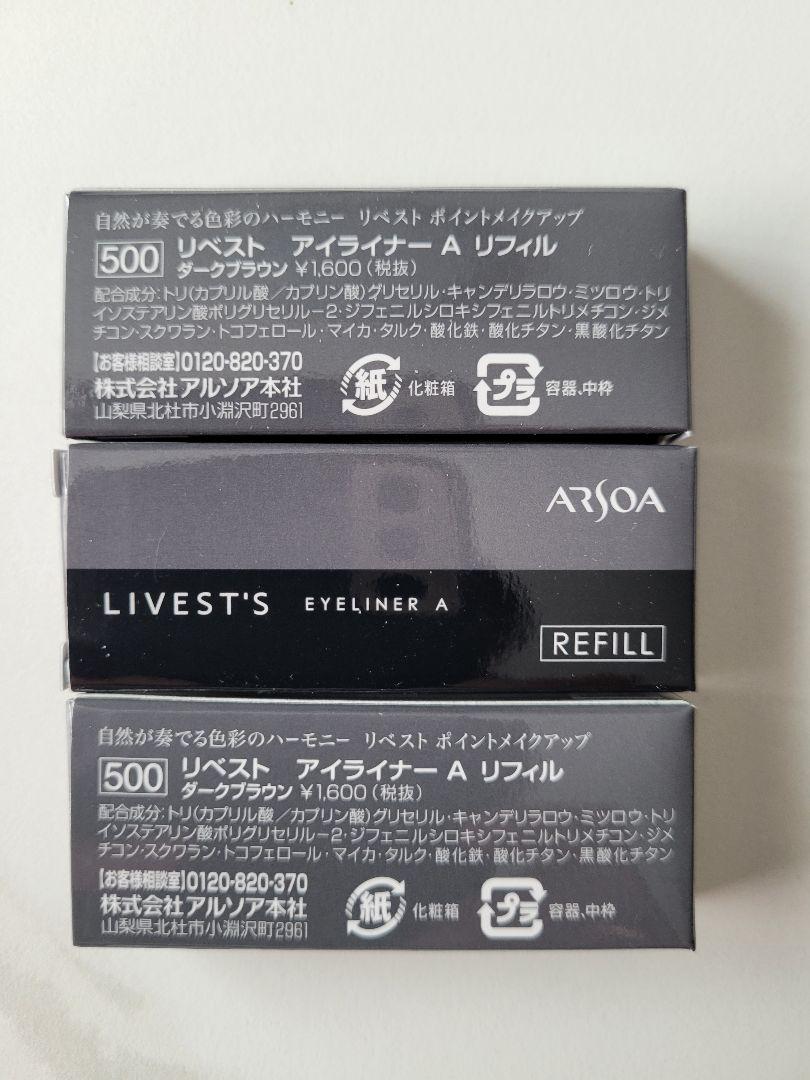 自然が奏でる色彩のハーモニー リベスト ポイントメイクアップ
500 リベスト アイライナー A リフィル
ダークブラウン ¥1,600(税抜)
配合成分:トリ(カプリル酸/カプリン酸)グリセリル・キャンデリラロウ・ミツロウ・トリ
イソステアリン酸ポリグリセリル-2・ジフェニルシロキシフェニルトリメチコン・ジメ
チコン・スクワラン・トコフェロール・マイカ・タルク・酸化鉄・酸化チタン・黒酸化チタン
【お客様相談室】0120-820-370
株式会社アルソア本社
山梨県北杜市小淵沢町2961
紙 化粧箱 プラ 容器、中枠
ARSOA
LIVEST'S EYELINER A
REFILL
自然が奏でる色彩のハーモニー リベスト ポイントメイクアップ
500 リベスト アイライナー A リフィル
ダークブラウン ¥1,600(税抜)
配合成分:トリ(カプリル酸/カプリン酸)グリセリル・キャンデリラロウ・ミツロウ・トリ
イソステアリン酸ポリグリセリル-2・ジフェニルシロキシフェニルトリメチコン・ジメ
チコン・スクワラン・トコフェロール・マイカ・タルク・酸化鉄・酸化チタン・黒酸化チタン
【お客様相談室】0120-820-370
株式会社アルソア本社
山梨県北杜市小淵沢町2961
紙 化粧箱 プラ 容器、中枠